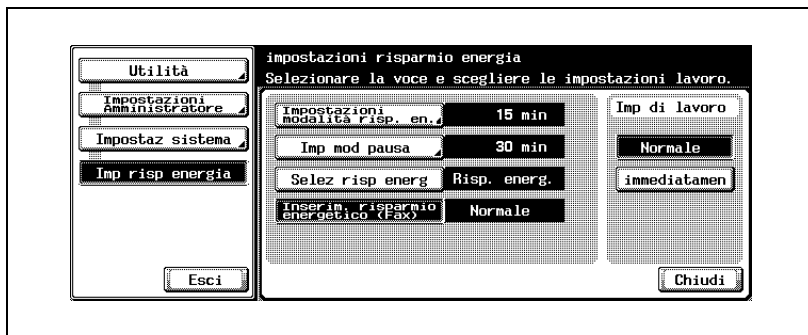 Utilità
Impostazioni
Amministratore
Impostaz sistema
Imp risp energia
Esci
impostazioni risparmio energia
Selezionare la voce e scegliere le impostazioni lavoro.
Impostazioni
modalità risp. en.
15 min
Imp mod pausa
30 min
Selez risp energ
Risp. energ.
Inserim. risparmio
energetico (Fax)
Normale
Imp di lavoro
Normale
immediatamen
Chiudi